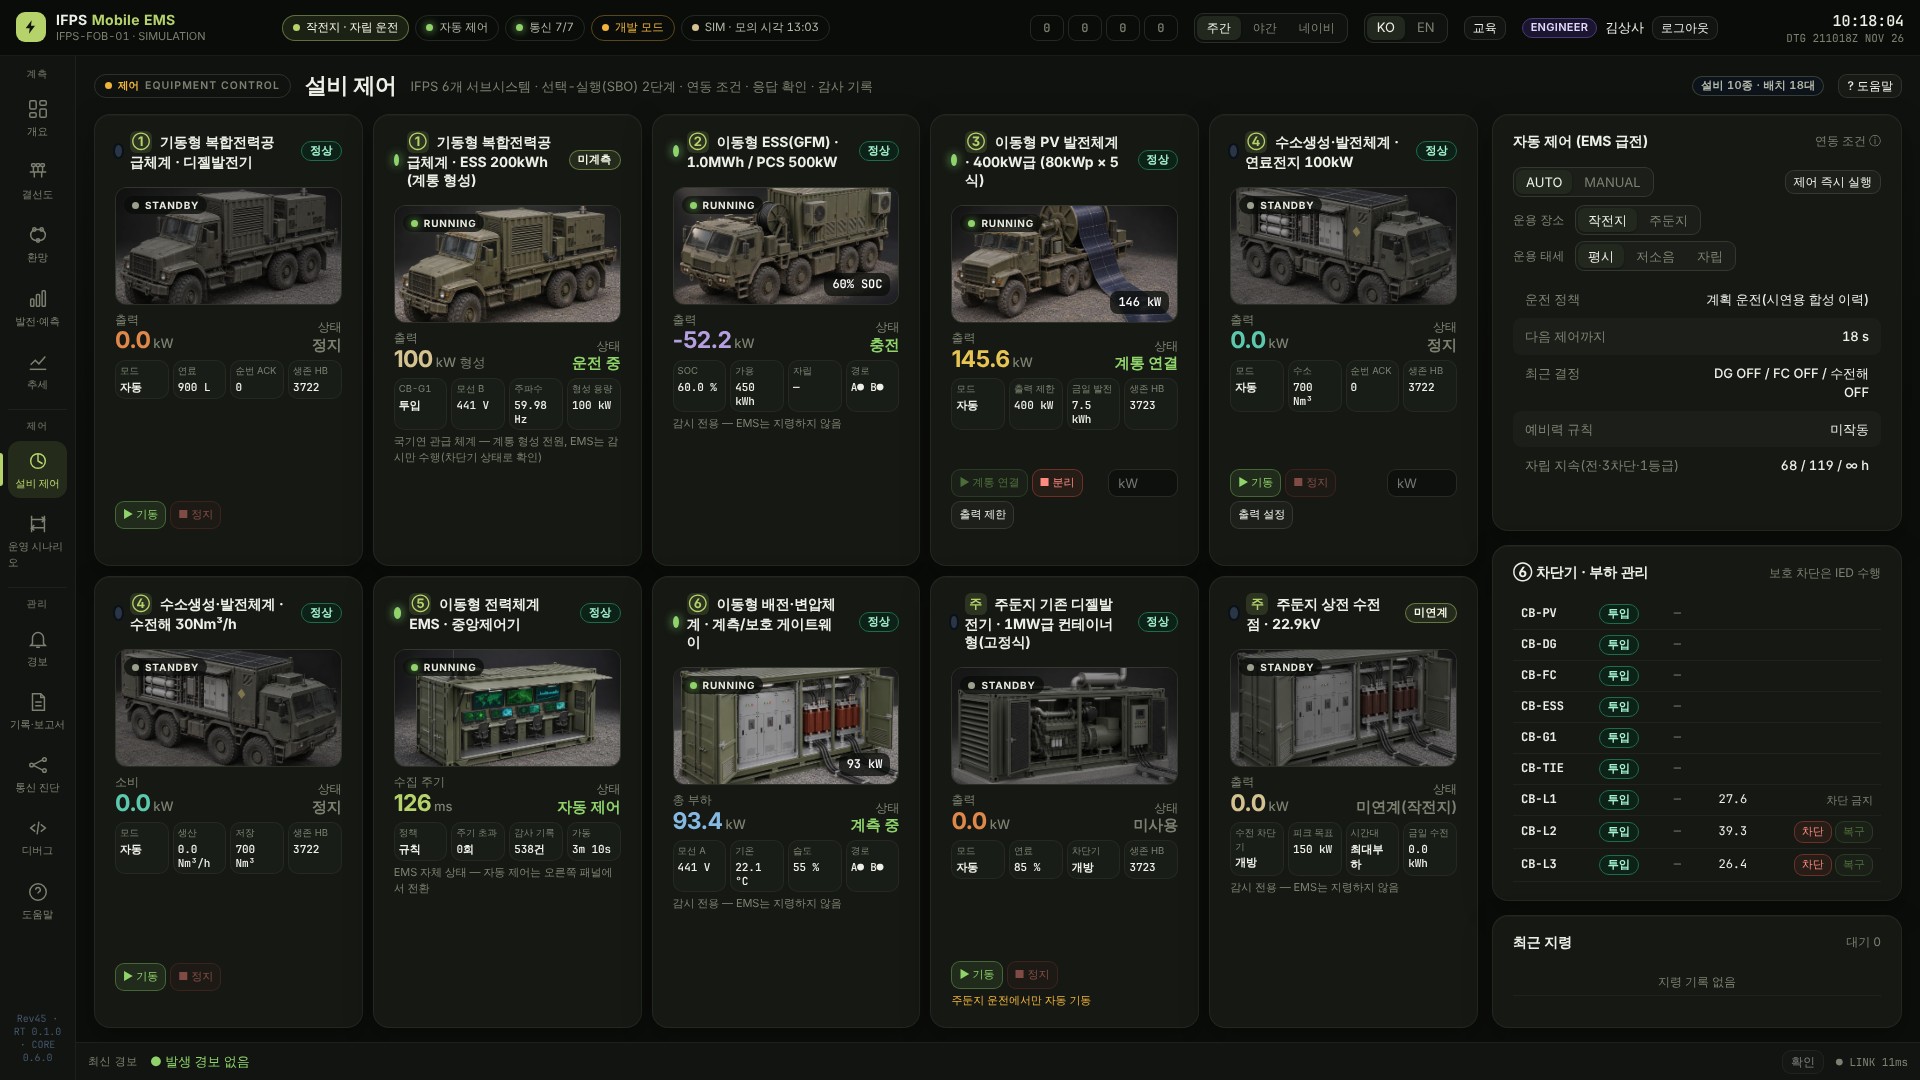 IFPS Mobile EMS
IFPS-FOB-01 · SIMULATION
작전지 · 자립 운전
자동 제어
통신 7/7
개발 모드
SIM · 모의 시각 13:03
0 0 0 0
주간 야간 네이비
KO EN
교육
ENGINEER 김상사 로그아웃
10:18:04
DTG 211018Z NOV 26
계측
개요
결선도
환망
발전·예측
추세
제어
설비 제어
운영 시나리
오
관리
경보
기록·보고서
통신 진단
디버그
도움말
Rev45 ·
RT 0.1.0
· CORE
0.6.0
제어 EQUIPMENT CONTROL
설비 제어
IFPS 6개 서브시스템 · 선택-실행(SBO) 2단계 · 연동 조건 · 응답 확인 · 감사 기록
설비 10종 · 배치 18대
? 도움말
① 기동형 복합전력공
급체계 · 디젤발전기
정상
STANDBY
출력
0.0 kW
상태
정지
모드 자동
연료 900 L
순번 ACK 0
생존 HB 3722
▶ 기동 ■ 정지
① 기동형 복합전력공
급체계 · ESS 200kWh
(계통 형성)
미계측
RUNNING
출력
100 kW 형성
상태
운전 중
CB-G1 투입
모선 B 441 V
주파수 59.98 Hz
형성 용량 100 kW
국기연 관급 체계 — 계통 형성 전원, EMS는 감
시만 수행(차단기 상태로 확인)
② 이동형 ESS(GFM) ·
1.0MWh / PCS 500kW
정상
RUNNING
60% SOC
출력
-52.2 kW
상태
충전
SOC 60.0 %
가용 450 kWh
자립 —
경로 A● B●
감시 전용 — EMS는 지령하지 않음
③ 이동형 PV 발전체계
· 400kW급 (80kWp × 5
식)
정상
RUNNING
146 kW
출력
145.6 kW
상태
계통 연결
모드 자동
출력 제한 400 kW
금일 발전 7.5 kWh
생존 HB 3723
▶ 계통 연결 ■ 분리 kW
출력 제한
④ 수소생성·발전체계 ·
연료전지 100kW
정상
STANDBY
출력
0.0 kW
상태
정지
모드 자동
수소 700 Nm³
순번 ACK 0
생존 HB 3722
▶ 기동 ■ 정지 kW
출력 설정
④ 수소생성·발전체계 ·
수전해 30Nm³/h
정상
STANDBY
소비
0.0 kW
상태
정지
모드 자동
생산 0.0 Nm³/h
저장 700 Nm³
생존 HB 3722
▶ 기동 ■ 정지
⑤ 이동형 전력체계
EMS · 중앙제어기
정상
RUNNING
수집 주기
126 ms
상태
자동 제어
정책 규칙
주기 초과 0회
감사 기록 538건
가동 3m 10s
EMS 자체 상태 — 자동 제어는 오른쪽 패널에
서 전환
⑥ 이동형 배전·변압체
계 · 계측/보호 게이트웨
이
정상
RUNNING
93 kW
총 부하
93.4 kW
상태
계측 중
모선 A 441 V
기온 22.1 °C
습도 55 %
경로 A● B●
감시 전용 — EMS는 지령하지 않음
주 주둔지 기존 디젤발
전기 · 1MW급 컨테이너
형(고정식)
정상
STANDBY
출력
0.0 kW
상태
미사용
모드 자동
연료 85 %
차단기 개방
생존 HB 3723
▶ 기동 ■ 정지
주둔지 운전에서만 자동 기동
주 주둔지 상전 수전
점 · 22.9kV
미연계
STANDBY
출력
0.0 kW
상태
미연계(작전지)
수전 차단기 개방
피크 목표 150 kW
시간대 최대부하
금일 수전 0.0 kWh
감시 전용 — EMS는 지령하지 않음
자동 제어 (EMS 급전)
연동 조건 ⓘ
AUTO MANUAL
제어 즉시 실행
운용 장소 작전지 주둔지
운용 태세 평시 저소음 자립
운전 정책 계획 운전(시연용 합성 이력)
다음 제어까지 18 s
최근 결정 DG OFF / FC OFF / 수전해
OFF
예비력 규칙 미작동
자립 지속(전·3차단·1등급) 68 / 119 / ∞ h
⑥ 차단기 · 부하 관리
보호 차단은 IED 수행
CB-PV 투입 —
CB-DG 투입 —
CB-FC 투입 —
CB-ESS 투입 —
CB-G1 투입 —
CB-TIE 투입 —
CB-L1 투입 — 27.6 차단 금지
CB-L2 투입 — 39.3 차단 복구
CB-L3 투입 — 26.4 차단 복구
최근 지령
대기 0
지령 기록 없음
최신 경보
발생 경보 없음
확인
LINK 11ms